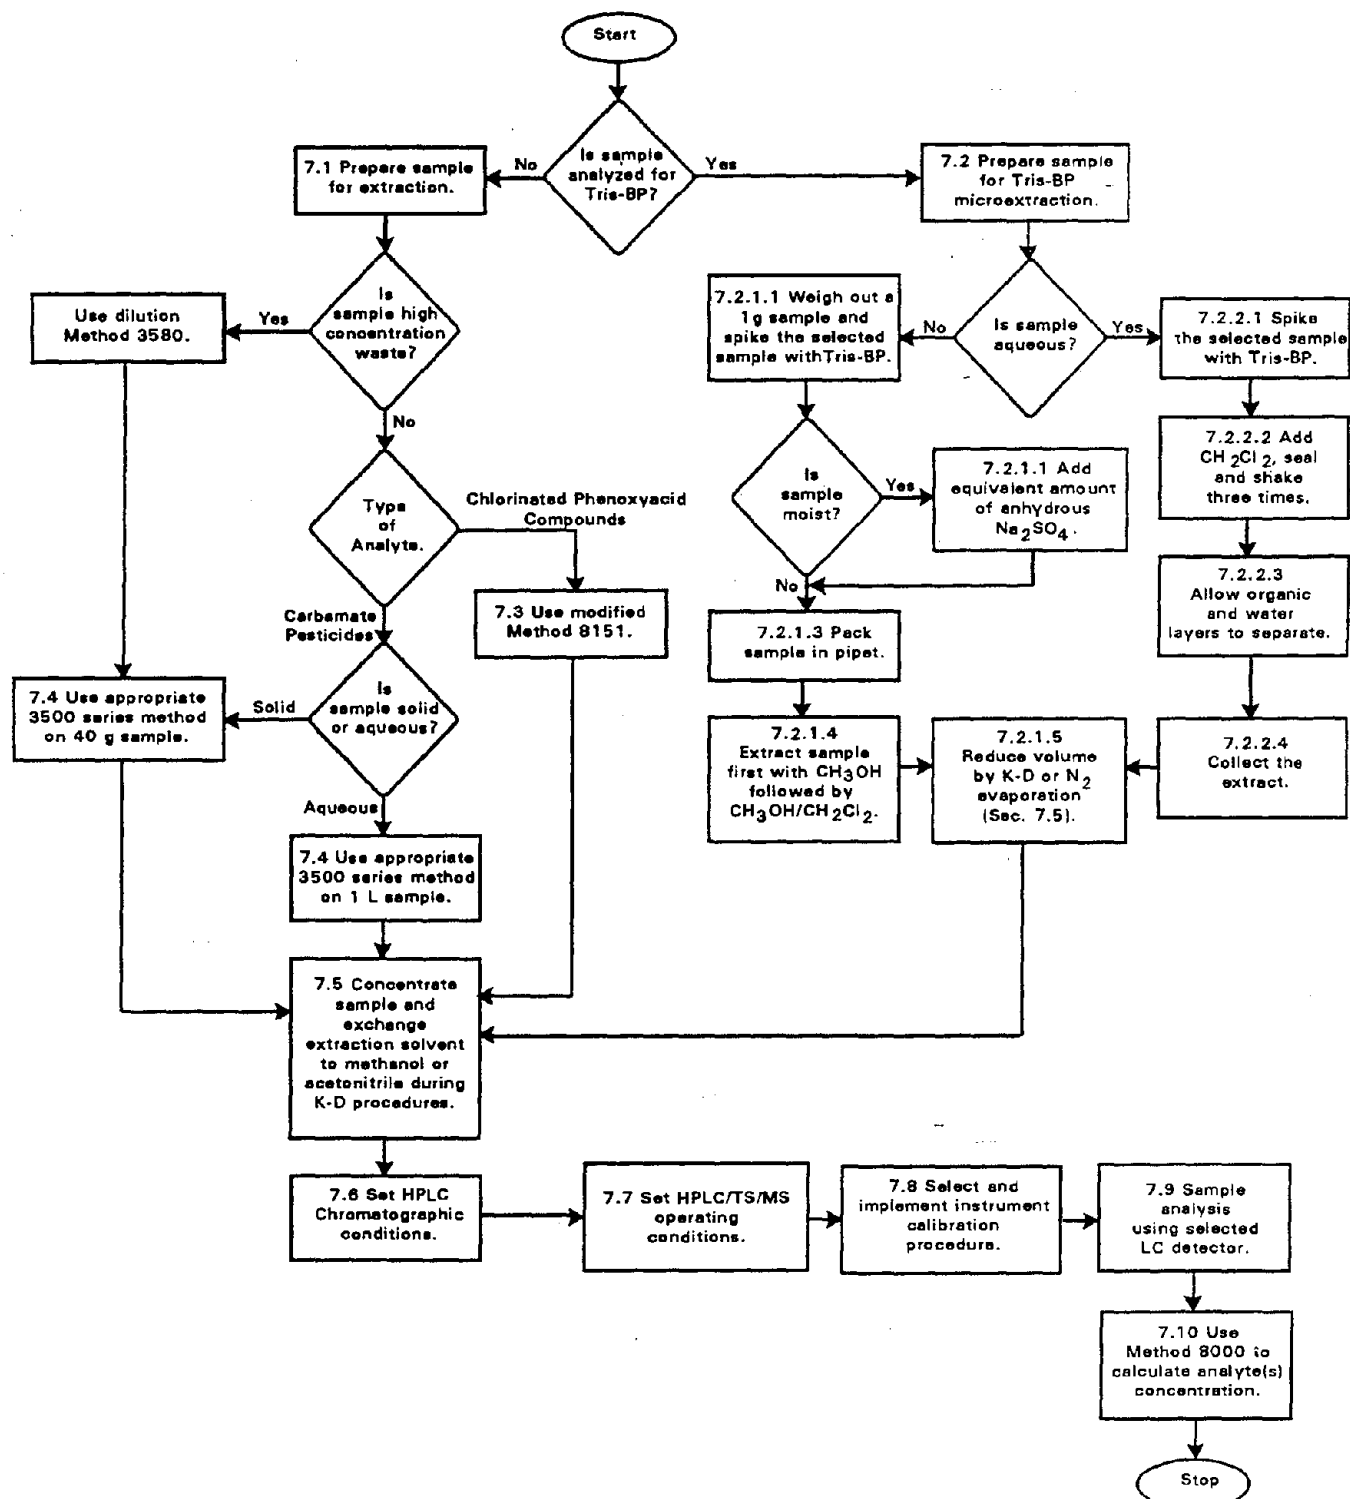 Start
Is sample
analyzed for
Tris-BP?
No
Yes
7.1 Prepare sample
for extraction.
7.2 Prepare sample
for Tris-BP
microextraction.
Is
sample high
concentration
waste?
Yes
No
Use dilution
Method 3580.
Type
of
Analyte.
Chlorinated Phenoxyacid
Compounds
Carbamate
Pesticides
7.3 Use modified
Method 8151.
Is
sample solid
or aqueous?
Solid
Aqueous
7.4 Use appropriate
3500 series method
on 40 g sample.
7.4 Use appropriate
3500 series method
on 1 L sample.
Is sample
aqueous?
No
Yes
7.2.1.1 Weigh out a
1g sample and
spike the selected
sample withTris-BP.
Is
sample
moist?
Yes
No
7.2.1.1 Add
equivalent amount
of anhydrous
Na2SO4.
7.2.1.3 Pack
sample in pipet.
7.2.1.4
Extract sample
first with CH3OH
followed by
CH3OH/CH2Cl2.
7.2.1.5
Reduce volume
by K-D or N2
evaporation
(Sec. 7.5).
7.2.2.1 Spike
the selected sample
with Tris-BP.
7.2.2.2 Add
CH2Cl2, seal
and shake
three times.
7.2.2.3
Allow organic
and water
layers to separate.
7.2.2.4
Collect the
extract.
7.5 Concentrate
sample and
exchange
extraction solvent
to methanol or
acetonitrile during
K-D procedures.
7.6 Set HPLC
Chromatographic
conditions.
7.7 Set HPLC/TS/MS
operating
conditions.
7.8 Select and
implement instrument
calibration
procedure.
7.9 Sample
analysis
using selected
LC detector.
7.10 Use
Method 8000 to
calculate analyte(s)
concentration.
Stop